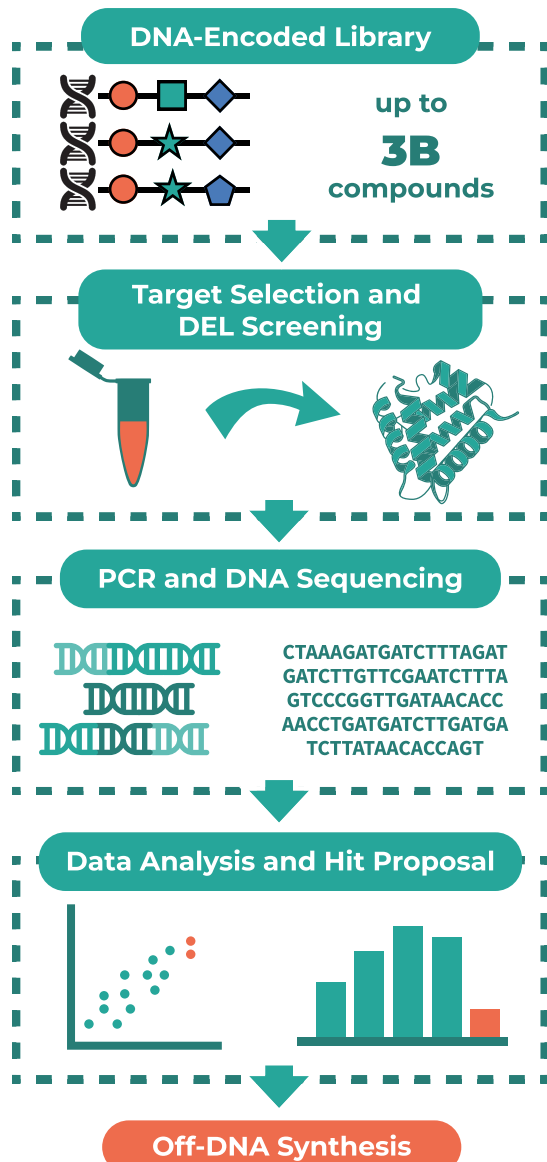 DNA-Encoded Library
up to
3B
compounds
Target Selection and
DEL Screening
PCR and DNA Sequencing
CTAAAGATGATCTTTAGAT
GATCTTGTTCGAATCTTTA
GTCCCGGTTGATAACACC
AACCTGATGATCTTGATGA
TCTTATAACACCAGT
Data Analysis and Hit Proposal
Off-DNA Synthesis